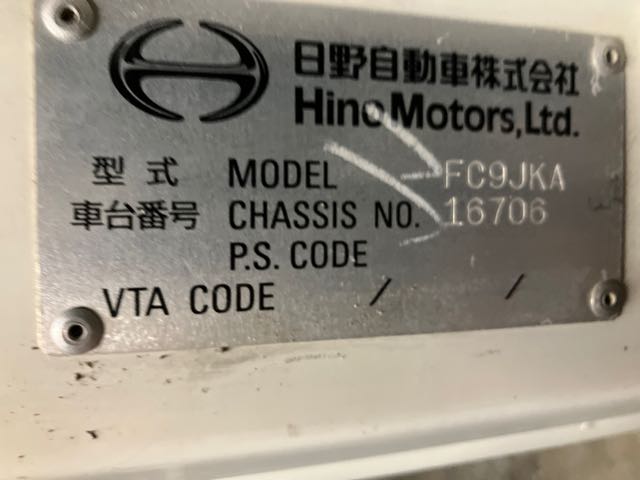 日野自動車株式会社
Hino Motors, Ltd.
型式 MODEL -FC9JKA
車台番号 CHASSIS NO. 16706
P.S. CODE
VTA CODE / /